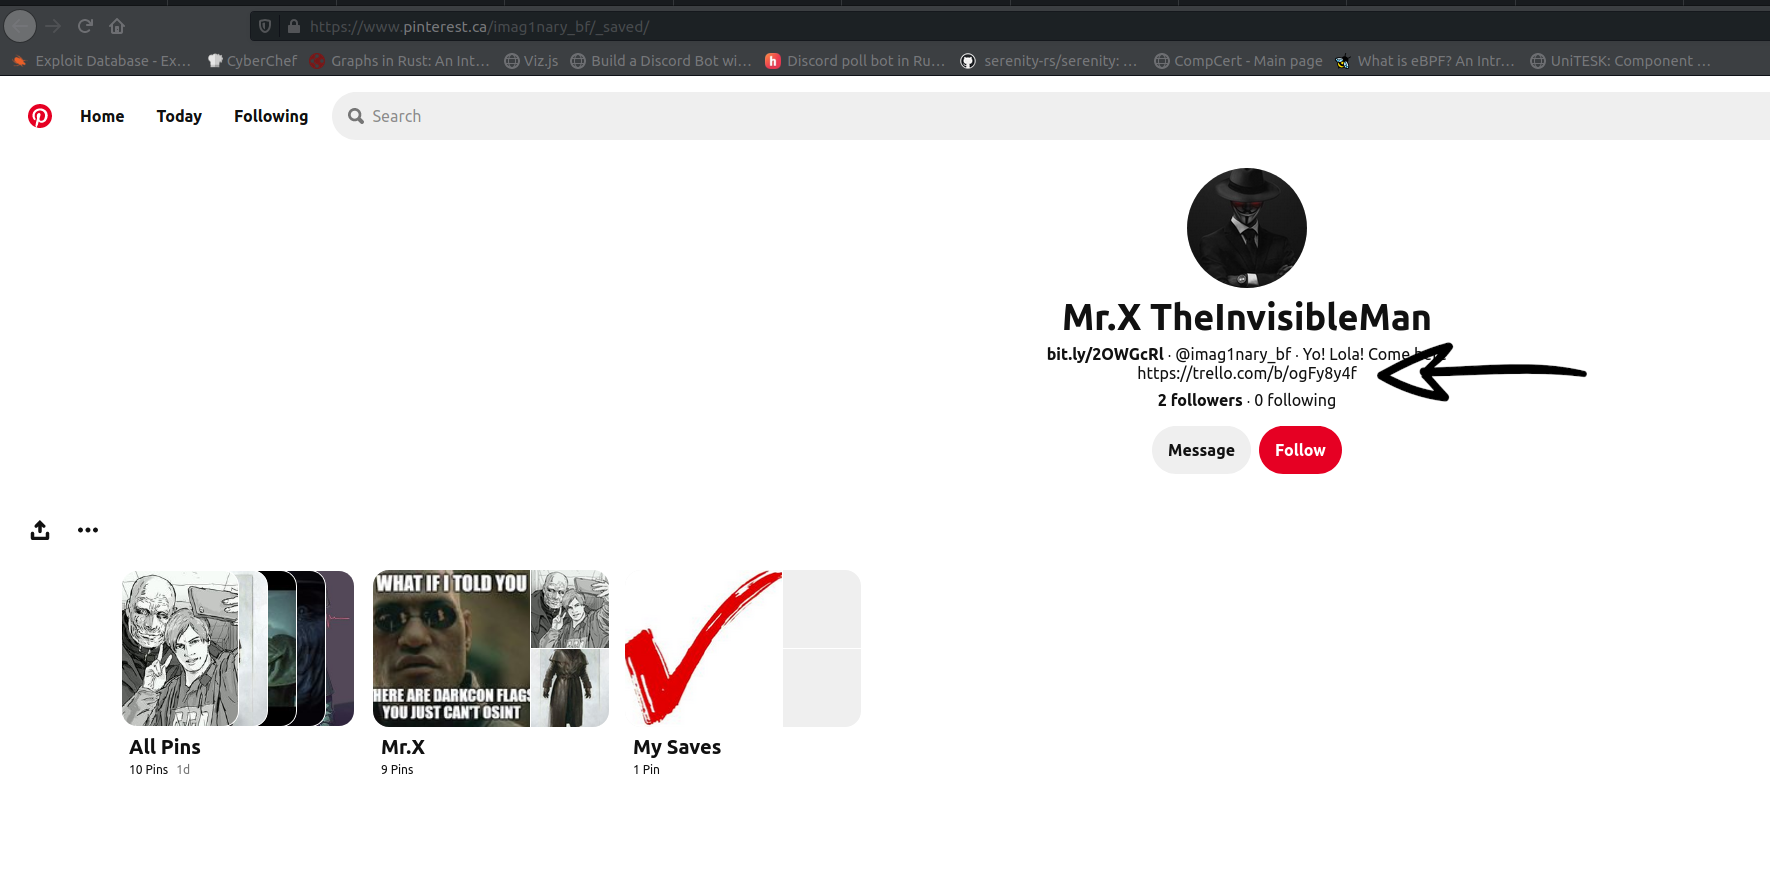 https://www.pinterest.ca/imag1nary_bf/_saved/
Exploit Database - Ex... CyberChef Graphs in Rust: An Int... Viz.js Build a Discord Bot wi... Discord poll bot in Ru... serenity-rs/serenity: ... CompCert - Main page What is eBPF? An Intr... UniTESK: Component ...
Home Today Following Search
Mr.X TheInvisibleMan
bit.ly/2OWGcRl · @imag1nary_bf · Yo! Lola! Come here
https://trello.com/b/ogFy8y4f
2 followers · 0 following
Message Follow
WHAT IF I TOLD YOU
HERE ARE DARKCON FLAGS
YOU JUST CAN'T OSINT
All Pins Mr.X My Saves
10 Pins 1d 9 Pins 1 Pin